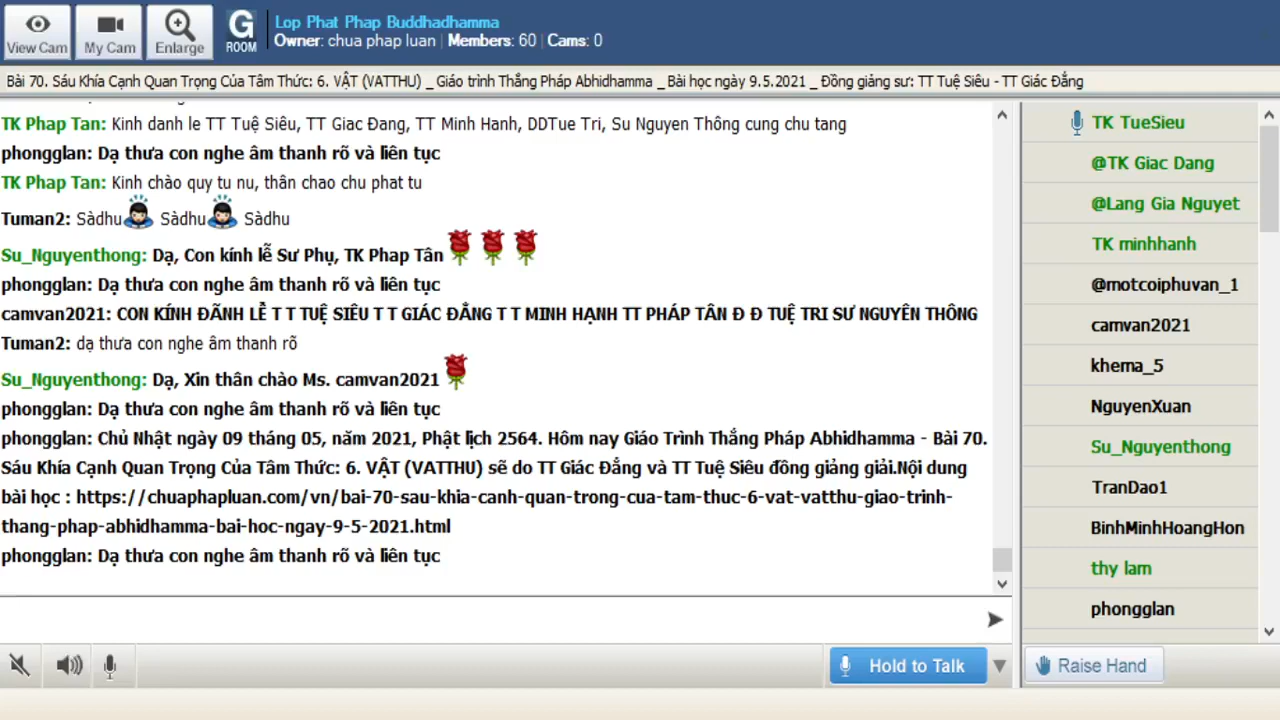 View Cam
My Cam
Enlarge
G
ROOM
Lop Phat Phap Buddhadhamma
Owner: chua phap luan | Members: 60 | Cams: 0
Bài 70. Sáu Khía Cạnh Quan Trọng Của Tâm Thức: 6. VẬT (VATTHU) _ Giáo trình Thắng Pháp Abhidhamma _ Bài học ngày 9.5.2021 _ Đồng giảng sư: TT Tuệ Siêu - TT Giác Đẳng
TK Phap Tan: Kinh danh le TT Tuệ Siêu, TT Giac Đang, TT Minh Hanh, DDTue Tri, Su Nguyen Thông cung chu tang
phongglan: Dạ thưa con nghe âm thanh rõ và liên tục
TK Phap Tan: Kinh chào quy tu nu, thân chao chu phat tu
Tuman2: Sàdhu Sàdhu Sàdhu
Su_Nguyenthong: Dạ, Con kính lễ Sư Phụ, TK Phap Tân
phongglan: Dạ thưa con nghe âm thanh rõ và liên tục
camvan2021: CON KÍNH ĐÃNH LỄ T T TUỆ SIÊU T T GIÁC ĐẲNG T T MINH HẠNH TT PHÁP TÂN Đ Đ TUỆ TRI SƯ NGUYÊN THÔNG
Tuman2: dạ thưa con nghe âm thanh rõ
Su_Nguyenthong: Dạ, Xin thân chào Ms. camvan2021
phongglan: Dạ thưa con nghe âm thanh rõ và liên tục
phongglan: Chủ Nhật ngày 09 tháng 05, năm 2021, Phật lịch 2564. Hôm nay Giáo Trình Thắng Pháp Abhidhamma - Bài 70.
Sáu Khía Cạnh Quan Trọng Của Tâm Thức: 6. VẬT (VATTHU) sẽ do TT Giác Đẳng và TT Tuệ Siêu đồng giảng giải.Nội dung
bài học : https://chuaphapluan.com/vn/bai-70-sau-khia-canh-quan-trong-cua-tam-thuc-6-vat-vatthu-giao-trinh-
thang-phap-abhidhamma-bai-hoc-ngay-9-5-2021.html
phongglan: Dạ thưa con nghe âm thanh rõ và liên tục
TK TueSieu
@TK Giac Dang
@Lang Gia Nguyet
TK minhhanh
@motcoiphuvan_1
camvan2021
khema_5
NguyenXuan
Su_Nguyenthong
TranDao1
BinhMinhHoangHon
thy lam
phongglan
Hold to Talk
Raise Hand